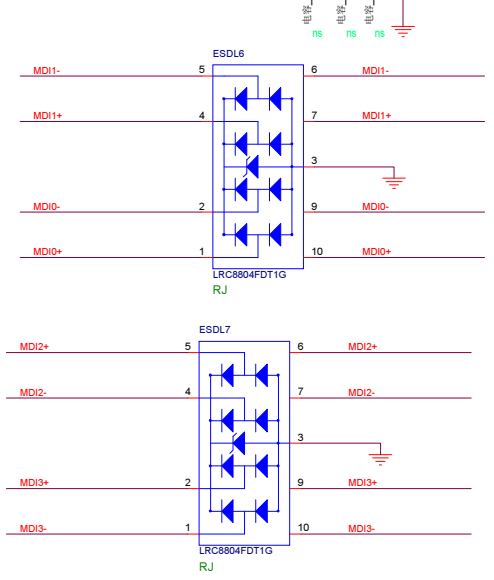 电容 电容 电容
ns ns ns
ESDL6
MDI1- 5 6 MDI1-
MDI1+ 4 7 MDI1+
3
MDI0- 2 9 MDI0-
MDI0+ 1 10 MDI0+
LRC8804FDT1G
RJ
ESDL7
MDI2+ 5 6 MDI2+
MDI2- 4 7 MDI2-
3
MDI3+ 2 9 MDI3+
MDI3- 1 10 MDI3-
LRC8804FDT1G
RJ